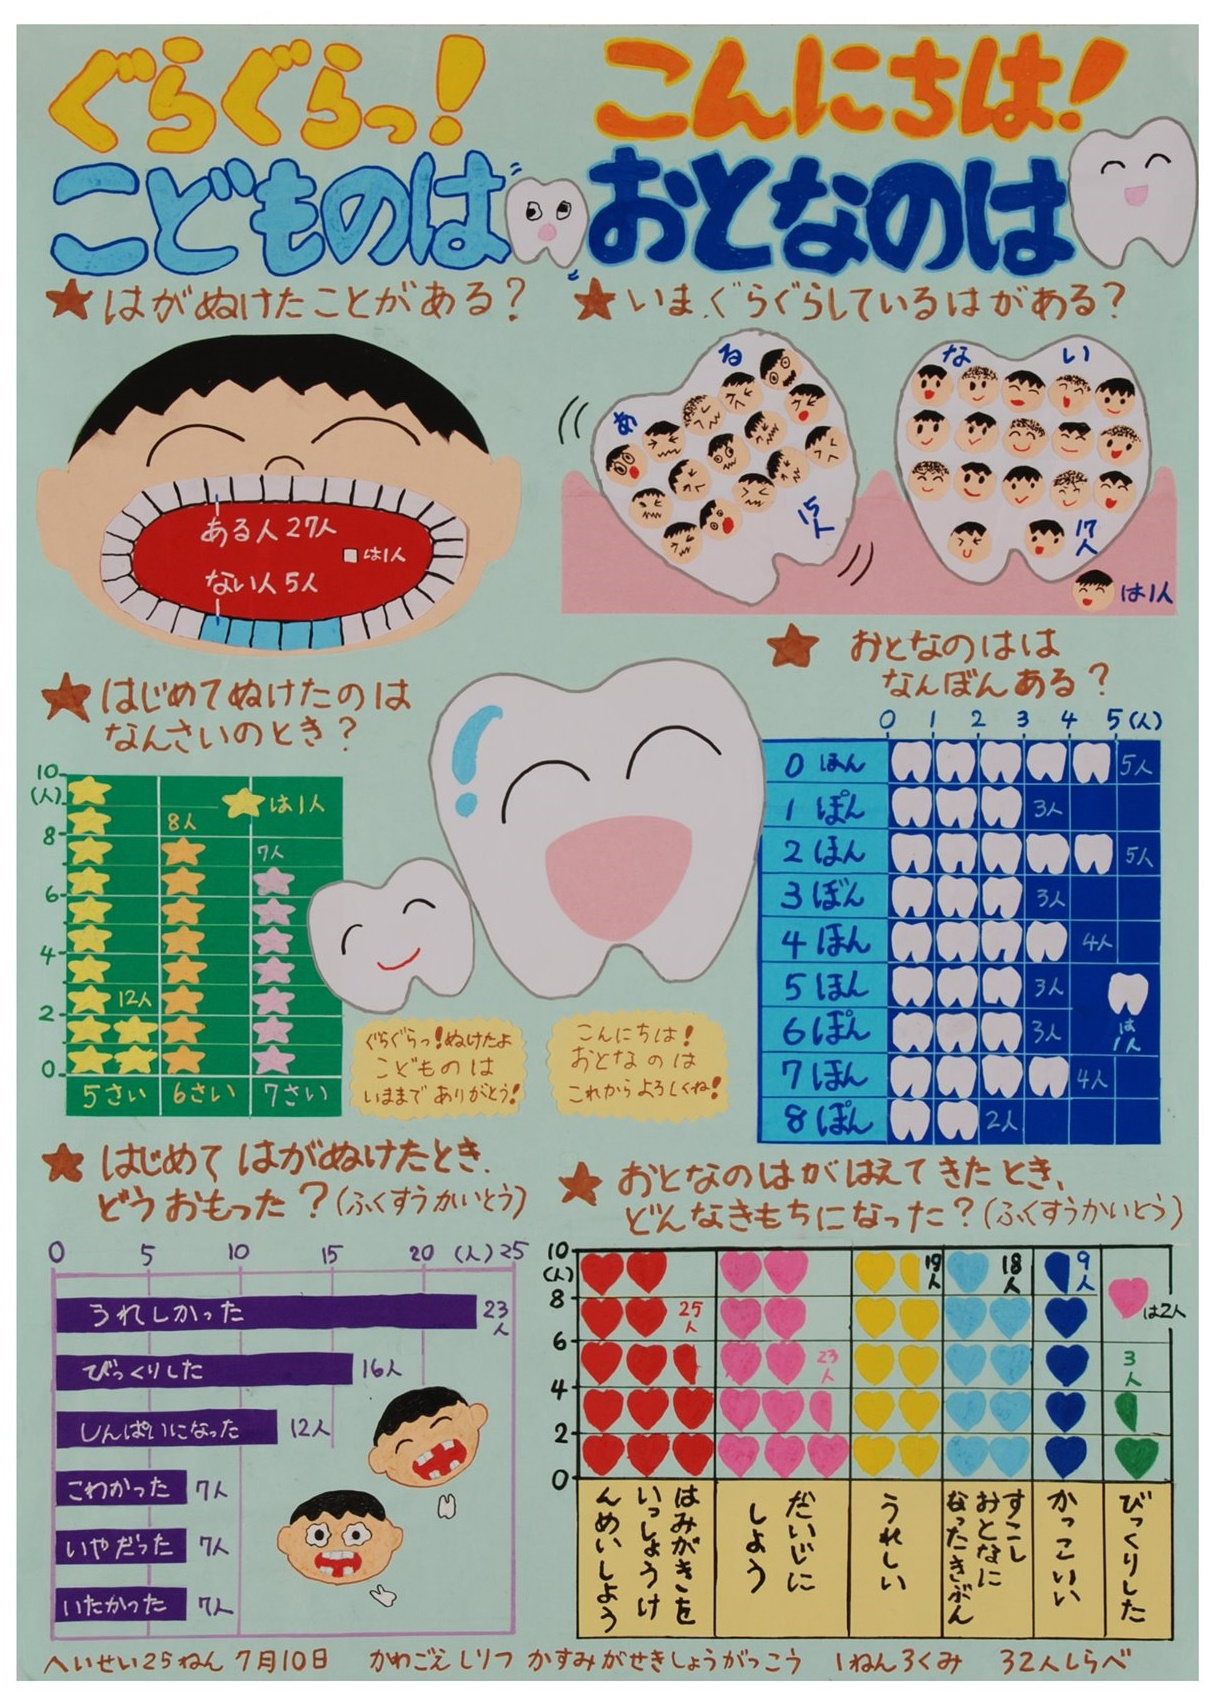 ぐらぐらっ!
こどものは
こんにちは!
おとなのは
★はがぬけたことがある?
ある人27人
□は1人
ない人5人
★いま、ぐらぐらしているはがある?
ある
15人
ない
17人
は1人
★はじめてぬけたのは
なんさいのとき?
10
(人)
8
6
4
2
0
は1人
12人
8人
7人
5さい 6さい 7さい
★おとなのはは
なんぼんある?
0 1 2 3 4 5(人)
0ほん 5人
1ぽん 3人
2ほん 5人
3ぼん 3人
4ほん 4人
5ほん 3人
6ぽん 3人
7ほん 4人
8ぽん 2人
は1人
ぐらぐらっ!ぬけたよ
こどものは
いままでありがとう!
こんにちは!
おとなのは
これからよろしくね!
★はじめてはがぬけたとき、
どうおもった?(ふくすうかいとう)
0 5 10 15 20 (人) 25
うれしかった 23人
びっくりした 16人
しんぱいになった 12人
こわかった 7人
いやだった 7人
いたかった 7人
★おとなのはがはえてきたとき、
どんなきもちになった?(ふくすうかいとう)
10
(人)
8
6
4
2
0
25人
23人
19人
18人
9人
3人
は2人
はみがきを
いっしょうけ
んめいしよう
だいじに
しよう
うれしい
すこし
おとなに
なったきぶん
かっこいい
びっくりした
へいせい25ねん 7月10日 かわごえしりつ かすみがせきしょうがっこう 1ねん3くみ 32人しらべ